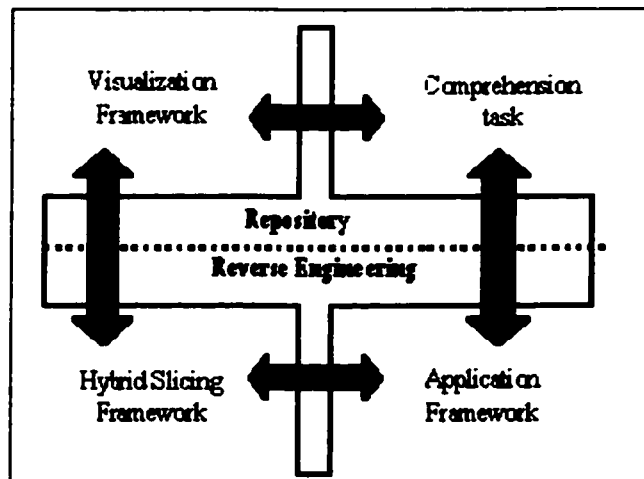 Visualization
Framework
Comprehension
task
Repository
Reverse Engineering
Hybrid Slicing
Framework
Application
Framework